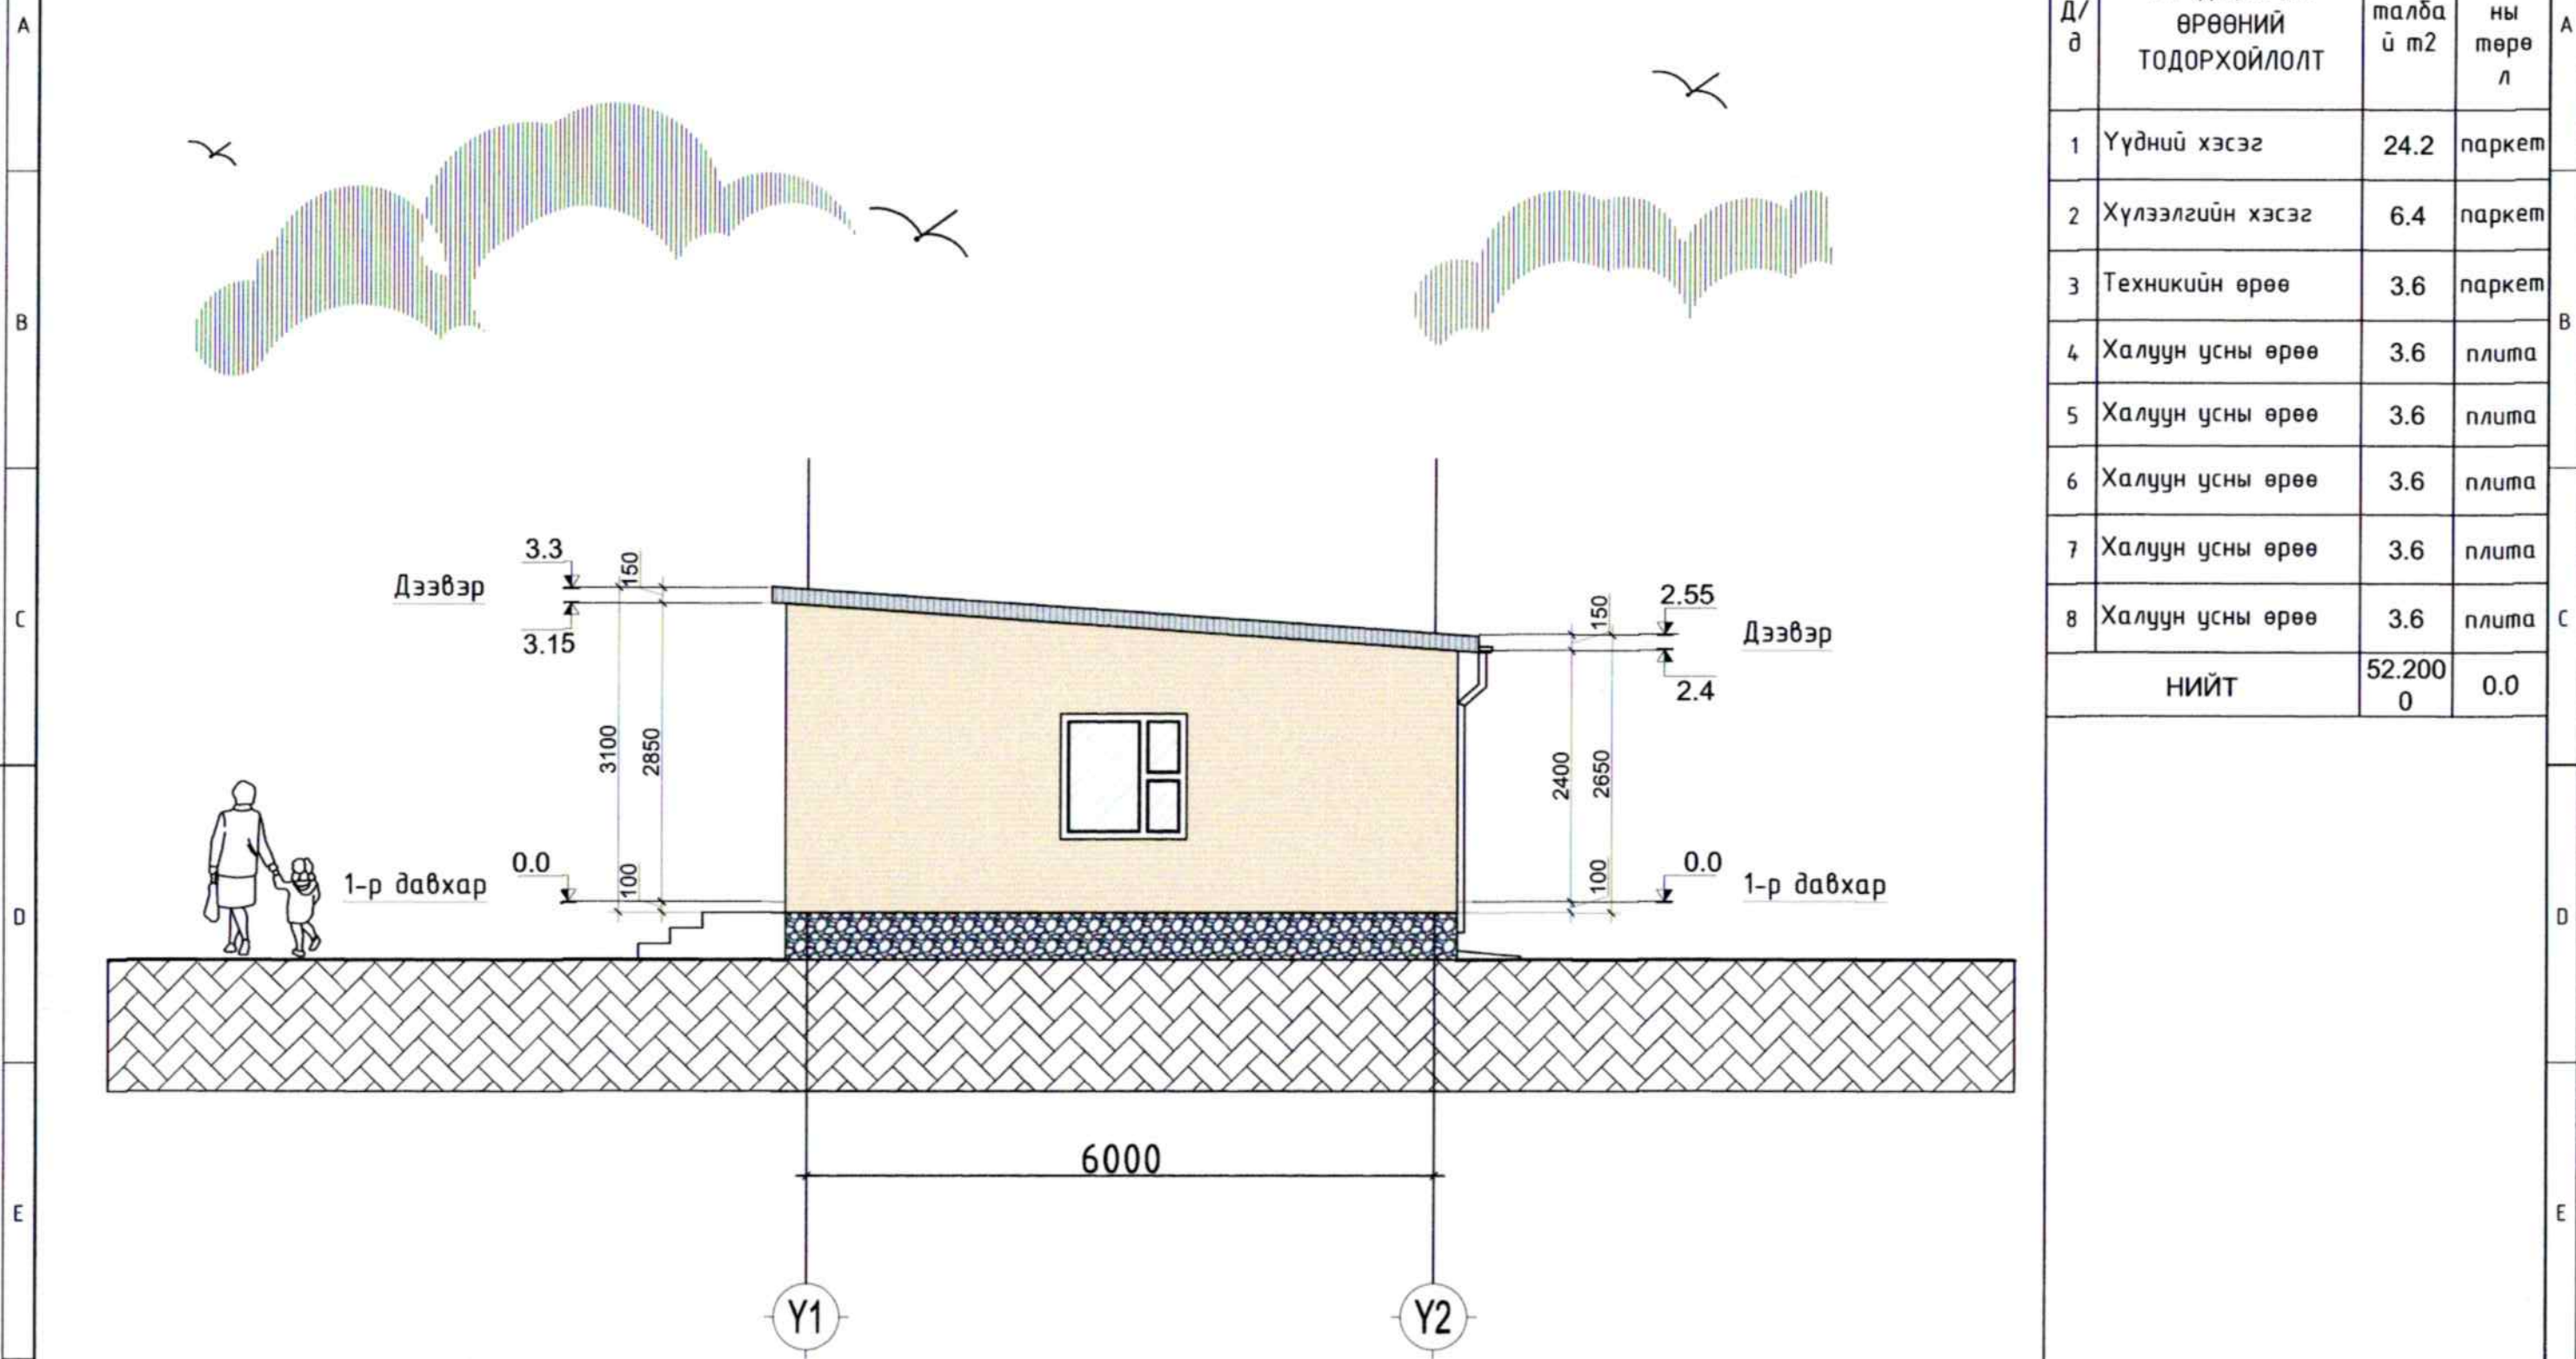 A
B
C
D
E
3.3
Дээвэр
3.15
150
3100
2850
0.0
1-р давхар
100
150
2.55
Дээвэр
2.4
2400
2650
100
0.0
1-р давхар
6000
Y1
Y2
Д/
д
ӨРӨӨНИЙ
ТОДОРХОЙЛОЛТ
талба
й m2
ны
төрө
л
1 Үүдний хэсэг 24.2 паркет
2 Хүлээлгийн хэсэг 6.4 паркет
3 Техникийн өрөө 3.6 паркет
4 Халуун усны өрөө 3.6 плита
5 Халуун усны өрөө 3.6 плита
6 Халуун усны өрөө 3.6 плита
7 Халуун усны өрөө 3.6 плита
8 Халуун усны өрөө 3.6 плита
НИЙТ 52.200
0 0.0
A
B
C
D
E